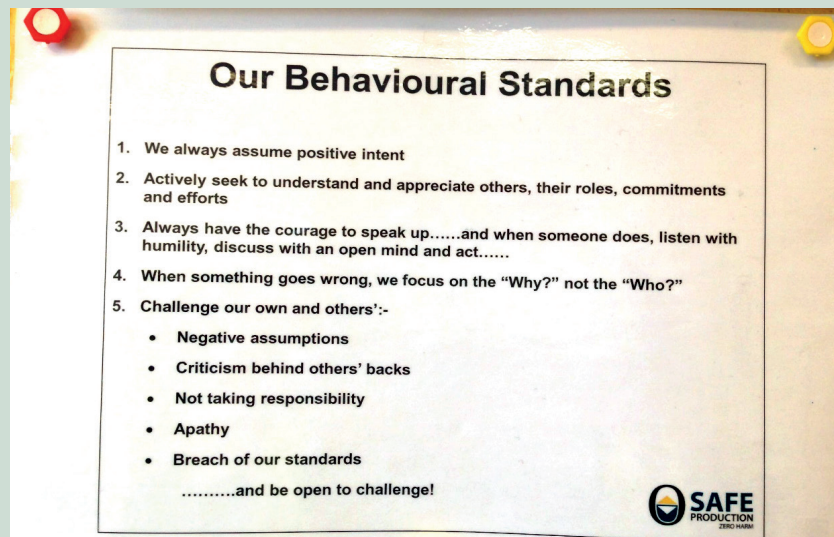 Our Behavioural Standards
1. We always assume positive intent
2. Actively seek to understand and appreciate others, their roles, commitments
and efforts
3. Always have the courage to speak up......and when someone does, listen with
humility, discuss with an open mind and act......
4. When something goes wrong, we focus on the “Why?” not the “Who?”
5. Challenge our own and others’:-
• Negative assumptions
• Criticism behind others’ backs
• Not taking responsibility
• Apathy
• Breach of our standards
..........and be open to challenge!
SAFE
PRODUCTION
ZERO HARM